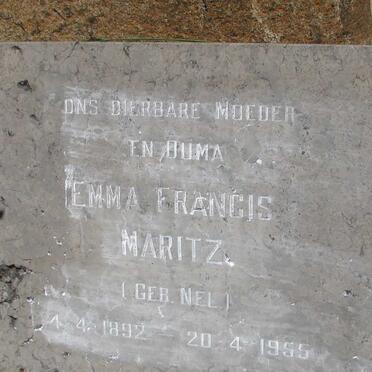 ONS DIERBARE MOEDER
EN OUMA
EMMA FRANCIS
MARITZ
(GEB. NEL)
4-4-1892 - 20-4-1955